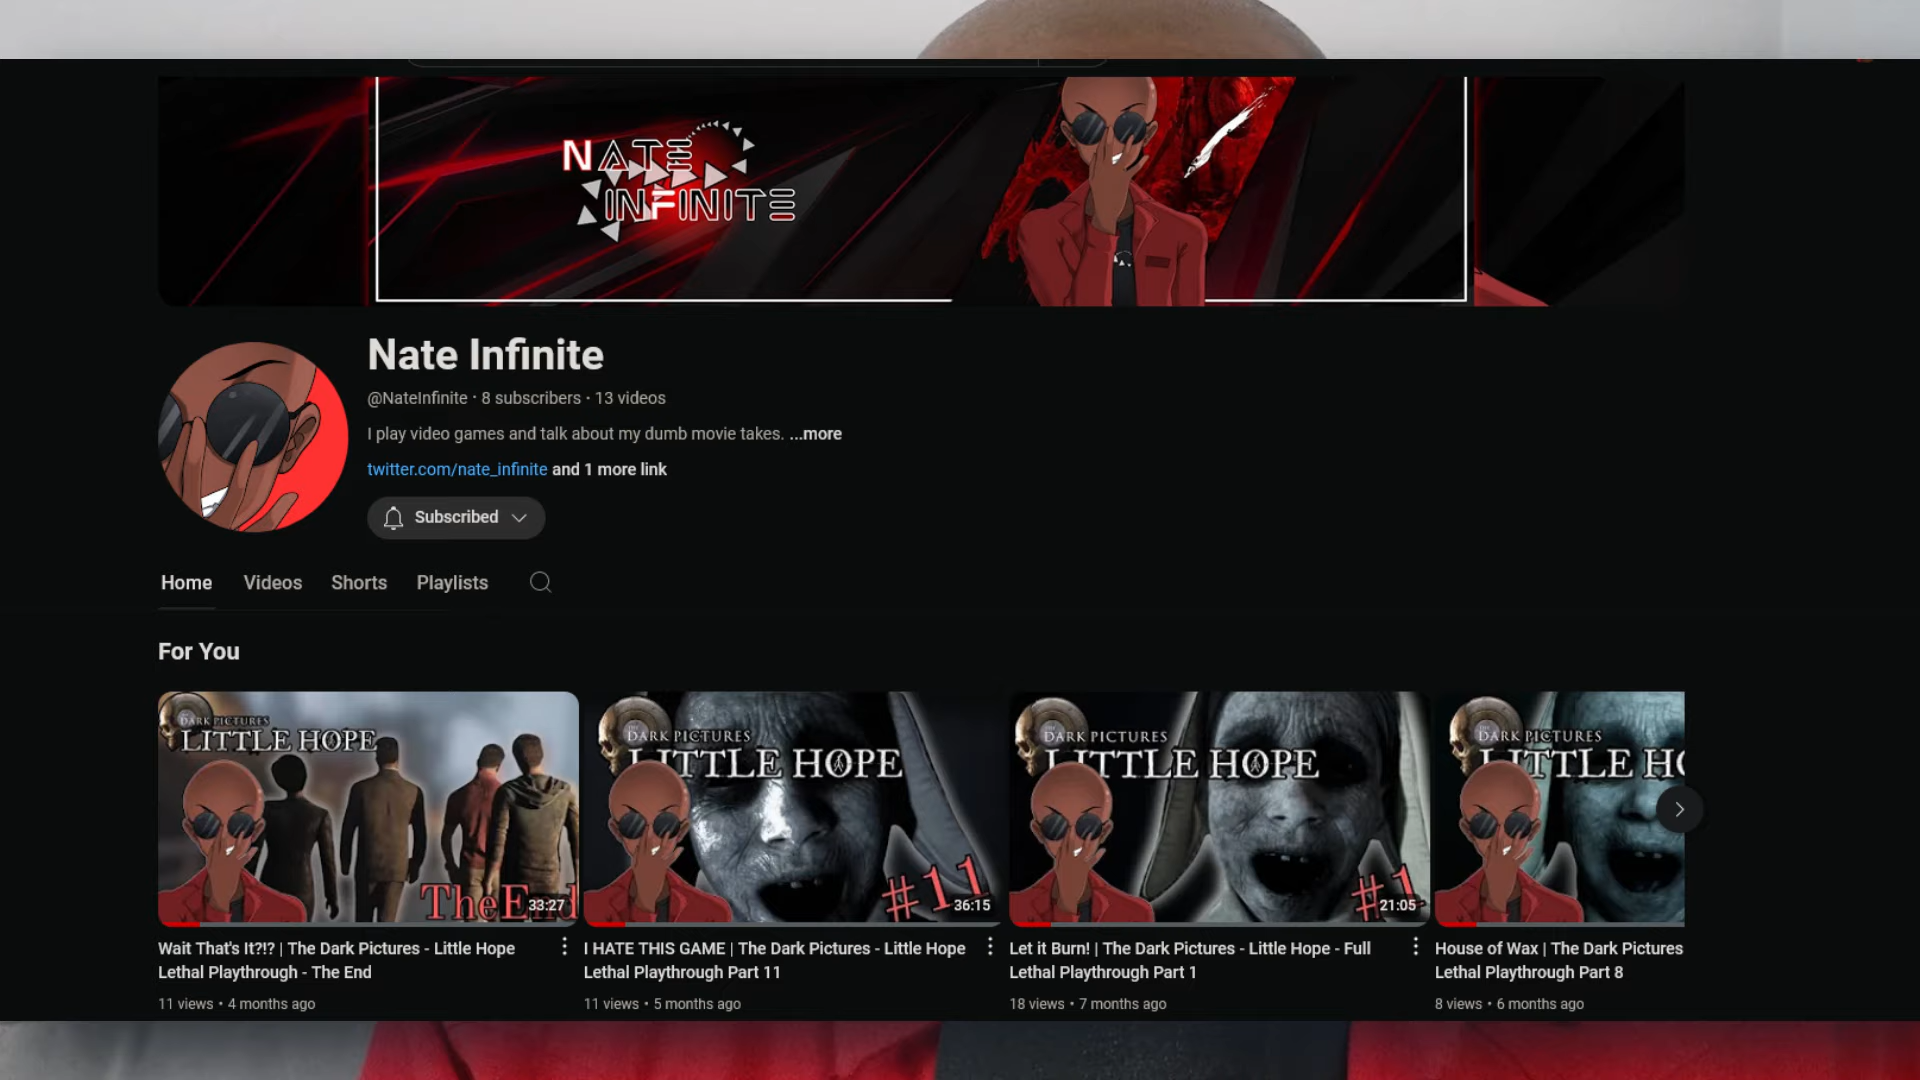 NATE
INFINITE
Nate Infinite
@NateInfinite · 8 subscribers · 13 videos
I play video games and talk about my dumb movie takes. ...more
twitter.com/nate_infinite and 1 more link
Subscribed
Home Videos Shorts Playlists
For You
DARK PICTURES
LITTLE HOPE
The End
33:27
Wait That's It?!? | The Dark Pictures - Little Hope
Lethal Playthrough - The End
11 views • 4 months ago
THE
DARK PICTURES
LITTLE HOPE
#11
36:15
I HATE THIS GAME | The Dark Pictures - Little Hope
Lethal Playthrough Part 11
11 views • 5 months ago
DARK PICTURES
LITTLE HOPE
#1
21:05
Let it Burn! | The Dark Pictures - Little Hope - Full
Lethal Playthrough Part 1
18 views • 7 months ago
DARK PICTURES
LITTLE HO
House of Wax | The Dark Pictures
Lethal Playthrough Part 8
8 views • 6 months ago